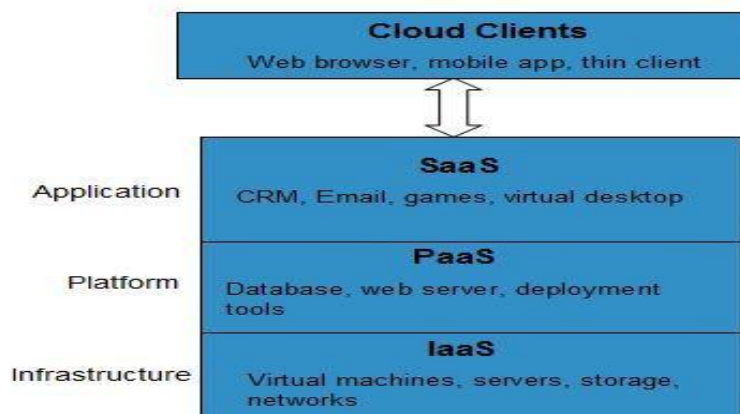 Cloud Clients
Web browser, mobile app, thin client
SaaS
Application
CRM, Email, games, virtual desktop
PaaS
Platform
Database, web server, deployment
tools
IaaS
Infrastructure
Virtual machines, servers, storage,
networks